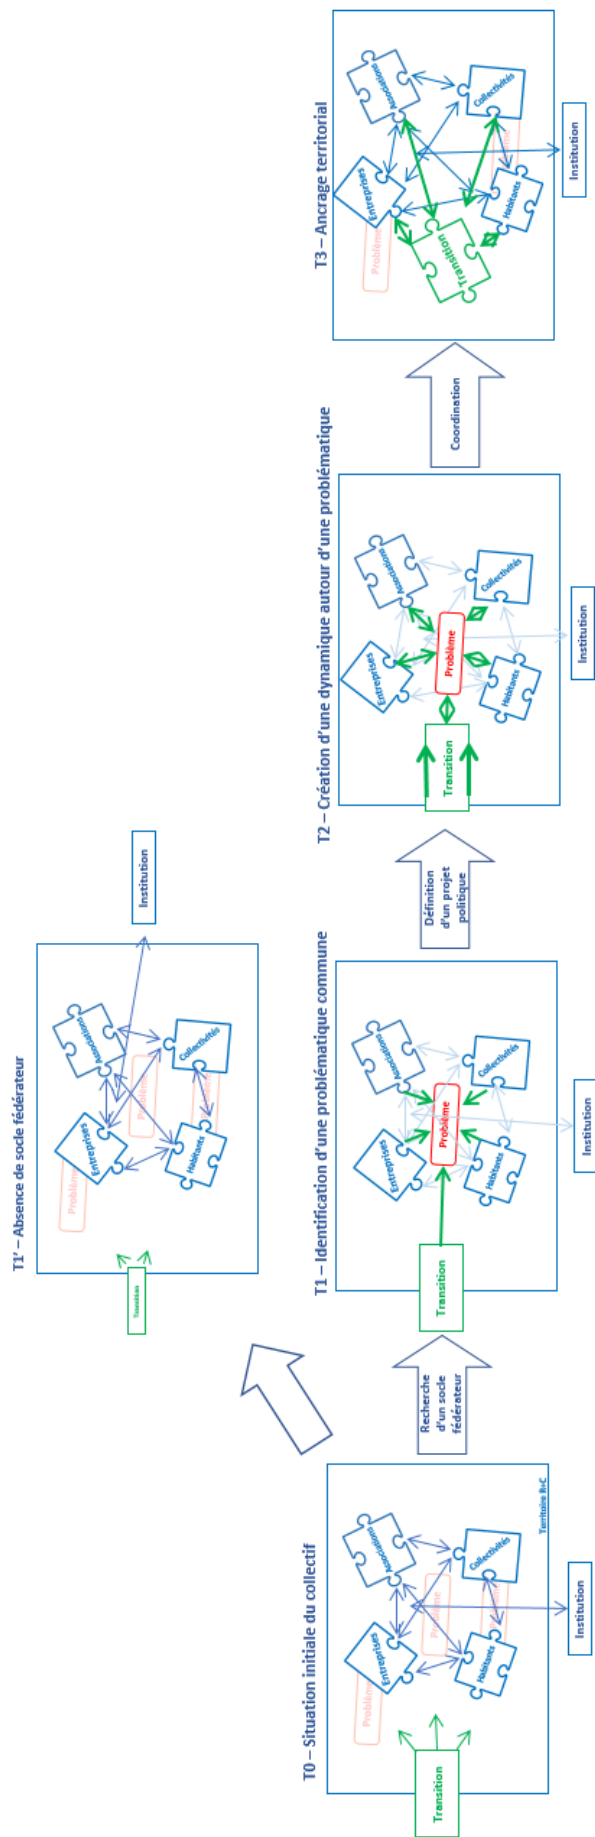 T1’ – Absence de socle fédérateur
Transition
Problème
Entreprises
Associations
Problème
Habitants
Collectivités
Institution
T0 – Situation initiale du collectif
Transition
Problème
Entreprises
Associations
Problème
Habitants
Collectivités
Territoire R+C
Institution
Recherche
d’un socle
fédérateur
T1 – Identification d’une problématique commune
Transition
Entreprises
Associations
Problème
Habitants
Collectivités
Institution
Définition
d’un projet
politique
T2 – Création d’une dynamique autour d’une problématique
Transition
Entreprises
Associations
Problème
Habitants
Collectivités
Institution
Coordination
T3 – Ancrage territorial
Problème
Entreprises
Associations
Transition
Habitants
Collectivités
Institution